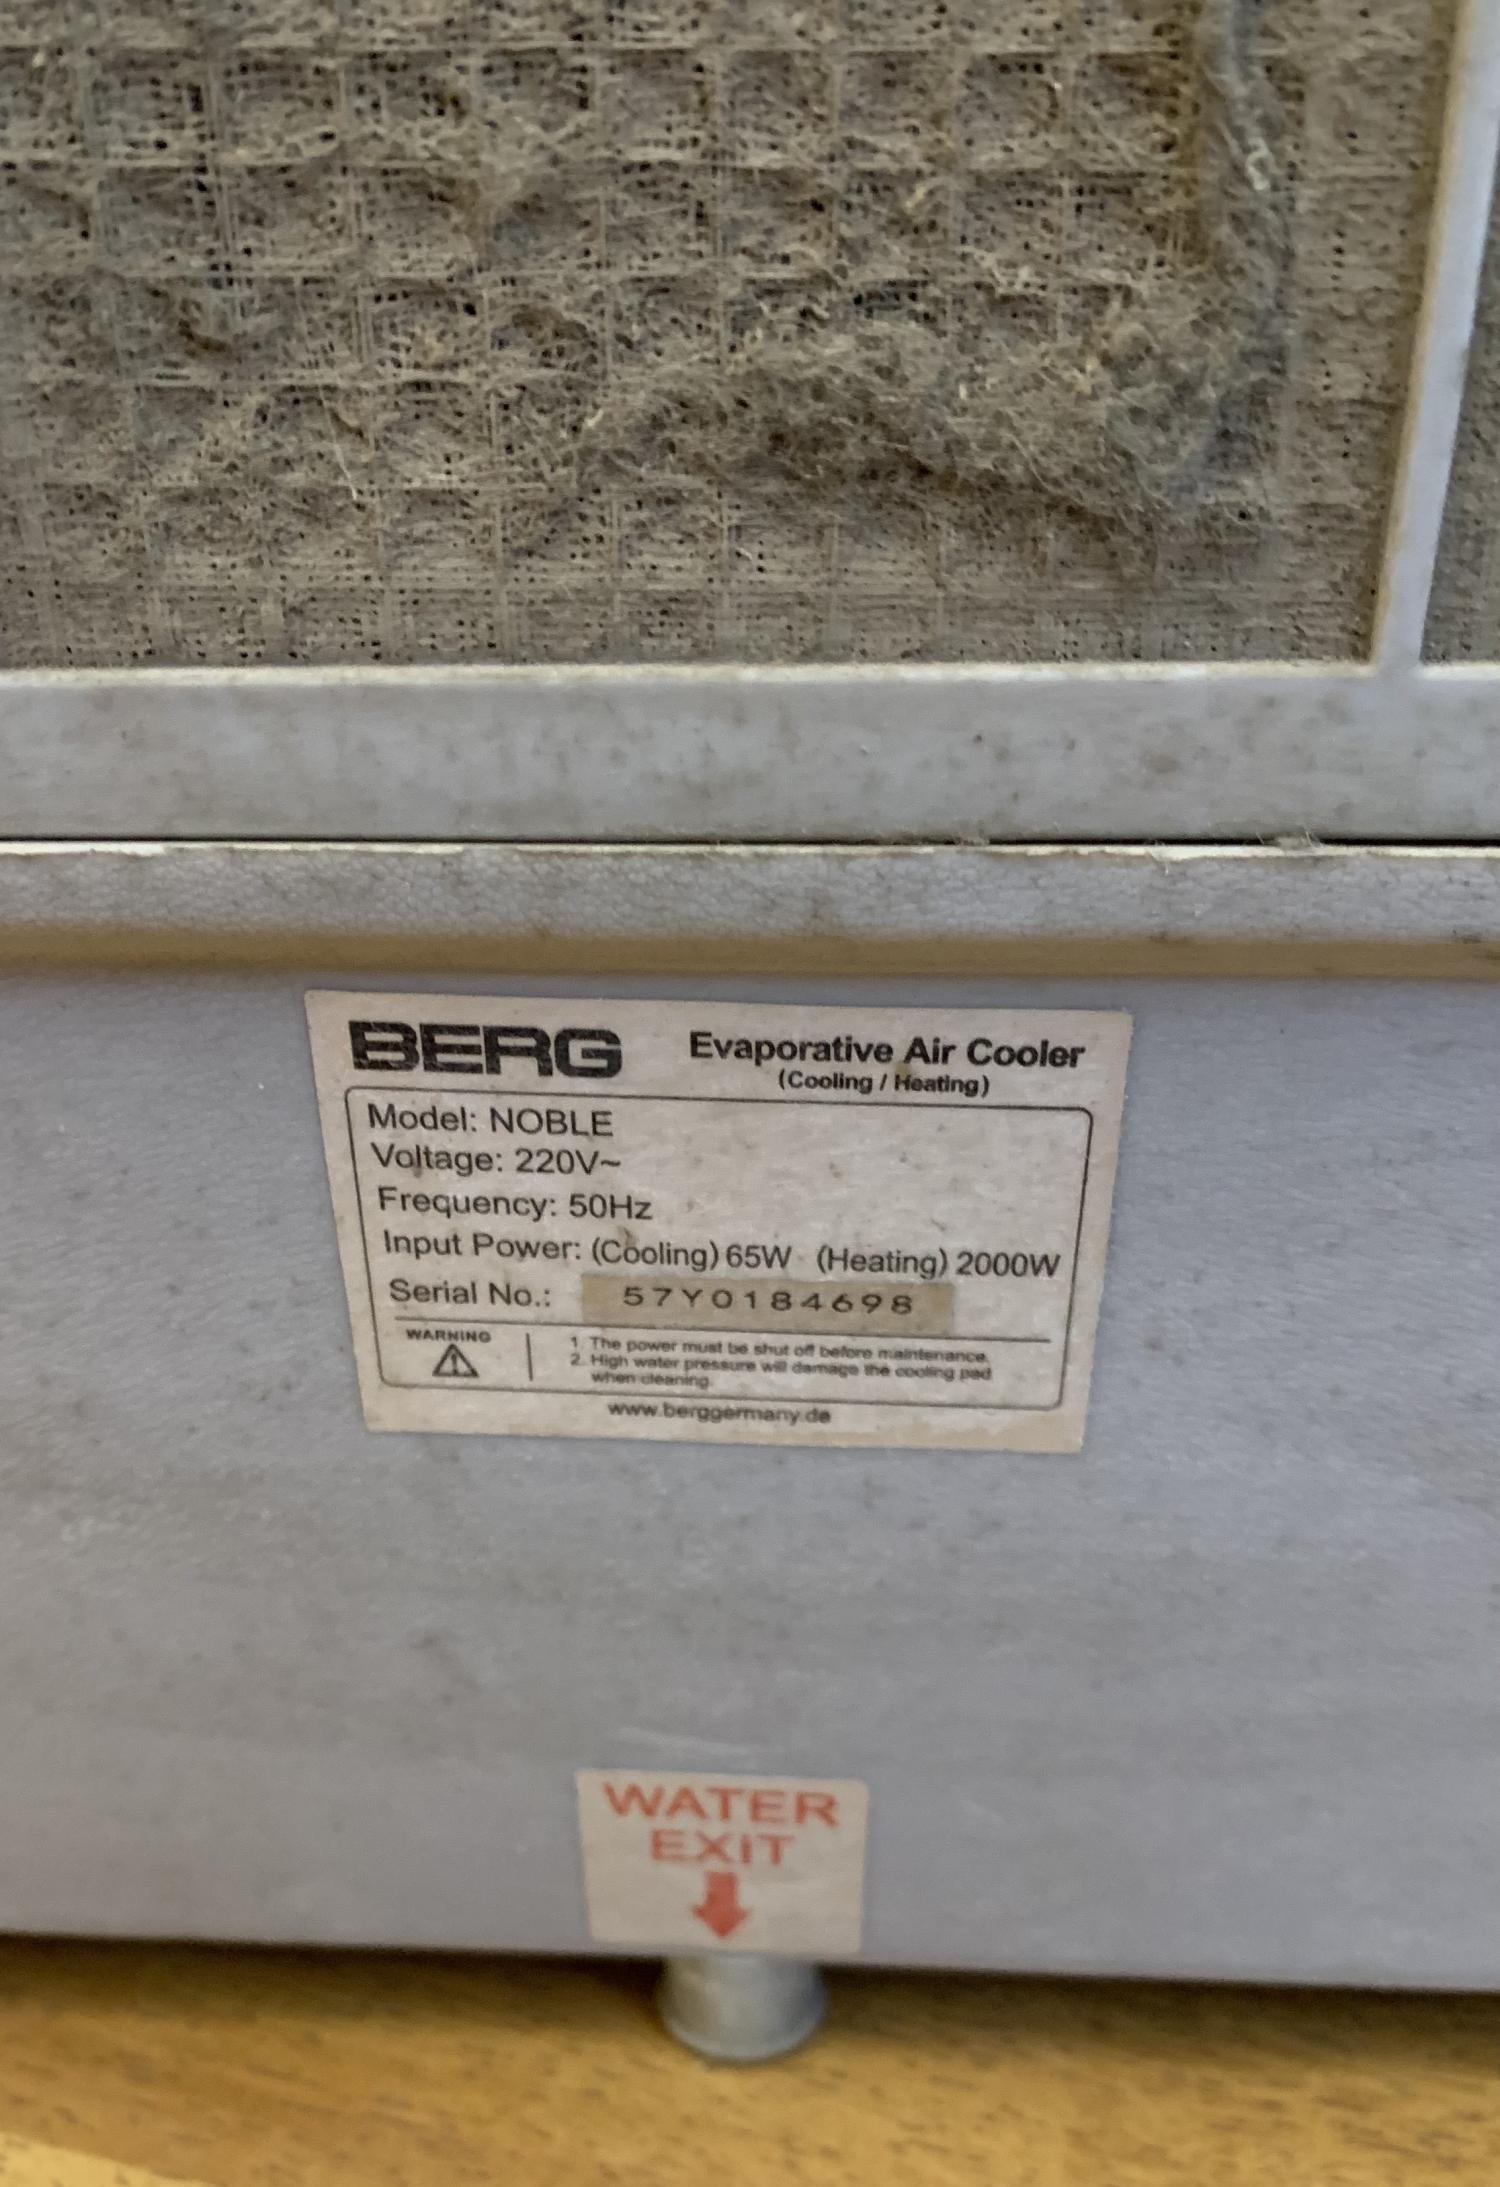 BERG
Evaporative Air Cooler
(Cooling / Heating)
Model: NOBLE
Voltage: 220V~
Frequency: 50Hz
Input Power: (Cooling) 65W (Heating) 2000W
Serial No.: 57Y0184698
WARNING
1. The power must be shut off before maintenance.
2. High water pressure will damage the cooling pad
when cleaning.
www.berggermany.de
WATER
EXIT